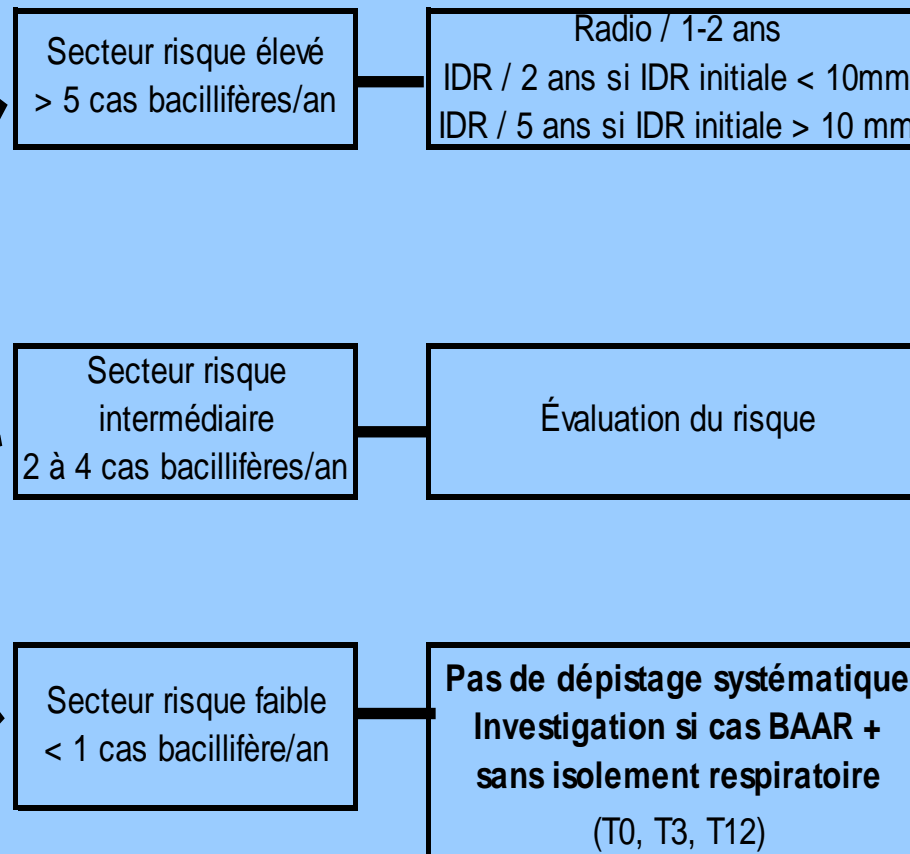 Secteur risque élevé
> 5 cas bacillifères/an
Radio / 1-2 ans
IDR / 2 ans si IDR initiale < 10mm
IDR / 5 ans si IDR initiale > 10 mm
Secteur risque
intermédiaire
2 à 4 cas bacillifères/an
Évaluation du risque
Secteur risque faible
< 1 cas bacillifère/an
Pas de dépistage systématique
Investigation si cas BAAR +
sans isolement respiratoire
(T0, T3, T12)